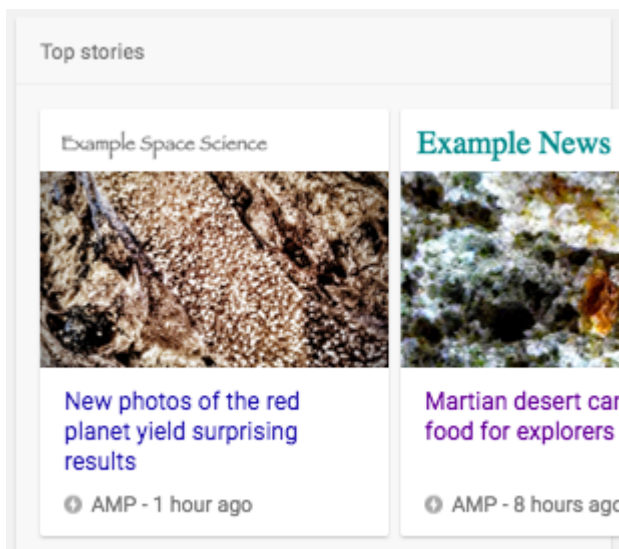 Top stories
Example Space Science
New photos of the red
planet yield surprising
results
AMP - 1 hour ago
Example News
Martian desert
food for explorers
AMP - 8 hours ago